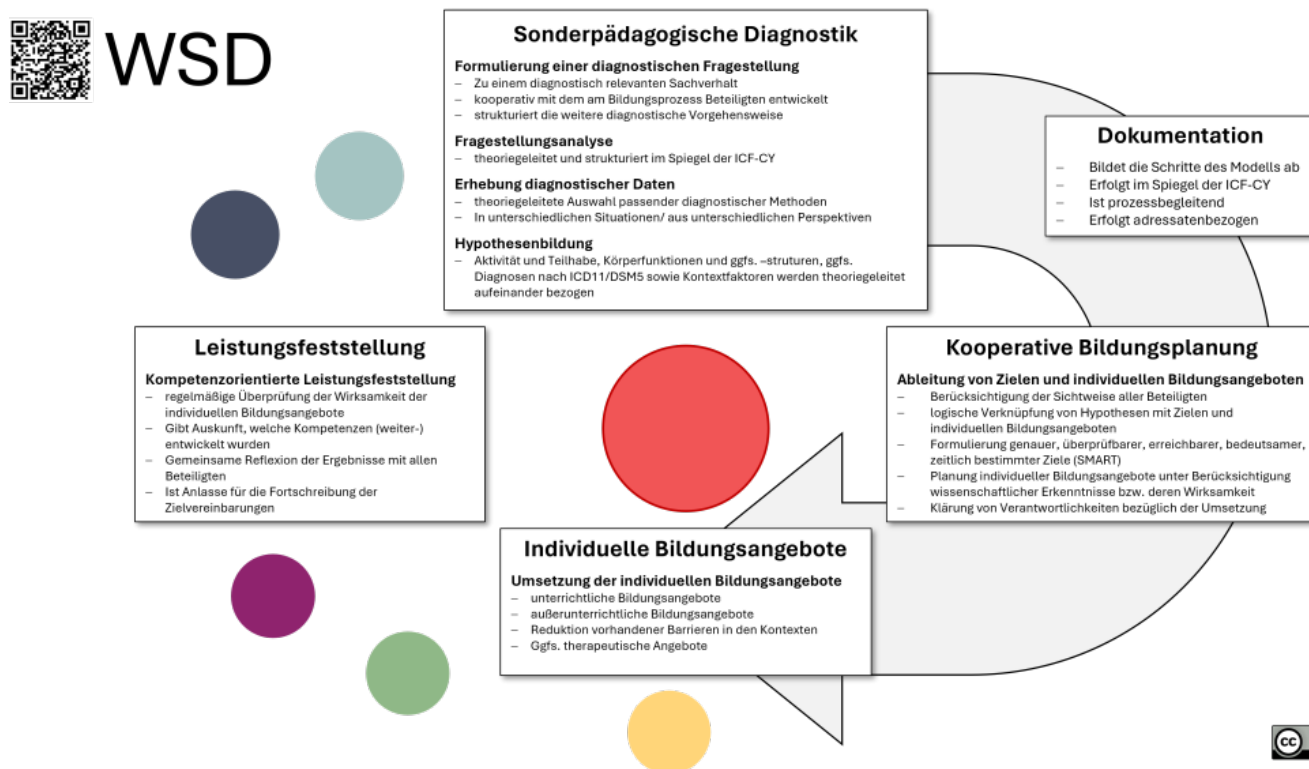 WSD
Sonderpädagogische Diagnostik
Formulierung einer diagnostischen Fragestellung
– Zu einem diagnostisch relevanten Sachverhalt
– kooperativ mit dem am Bildungsprozess Beteiligten entwickelt
– strukturiert die weitere diagnostische Vorgehensweise
Fragestellungsanalyse
– theoriegeleitet und strukturiert im Spiegel der ICF-CY
Erhebung diagnostischer Daten
– theoriegeleitete Auswahl passender diagnostischer Methoden
– In unterschiedlichen Situationen/ aus unterschiedlichen Perspektiven
Hypothesenbildung
– Aktivität und Teilhabe, Körperfunktionen und ggfs. –struturen, ggfs.
Diagnosen nach ICD11/DSM5 sowie Kontextfaktoren werden theoriegeleitet
aufeinander bezogen
Dokumentation
– Bildet die Schritte des Modells ab
– Erfolgt im Spiegel der ICF-CY
– Ist prozessbegleitend
– Erfolgt adressatenbezogen
Leistungsfeststellung
Kompetenzorientierte Leistungsfeststellung
– regelmäßige Überprüfung der Wirksamkeit der
individuellen Bildungsangebote
– Gibt Auskunft, welche Kompetenzen (weiter-)
entwickelt wurden
– Gemeinsame Reflexion der Ergebnisse mit allen
Beteiligten
– Ist Anlasse für die Fortschreibung der
Zielvereinbarungen
Kooperative Bildungsplanung
Ableitung von Zielen und individuellen Bildungsangeboten
– Berücksichtigung der Sichtweise aller Beteiligten
– logische Verknüpfung von Hypothesen mit Zielen und
individuellen Bildungsangeboten
– Formulierung genauer, überprüfbarer, erreichbarer, bedeutsamer,
zeitlich bestimmter Ziele (SMART)
– Planung individueller Bildungsangebote unter Berücksichtigung
wissenschaftlicher Erkenntnisse bzw. deren Wirksamkeit
– Klärung von Verantwortlichkeiten bezüglich der Umsetzung
Individuelle Bildungsangebote
Umsetzung der individuellen Bildungsangebote
– unterrichtliche Bildungsangebote
– außerunterrichtliche Bildungsangebote
– Reduktion vorhandener Barrieren in den Kontexten
– Ggfs. therapeutische Angebote
cc